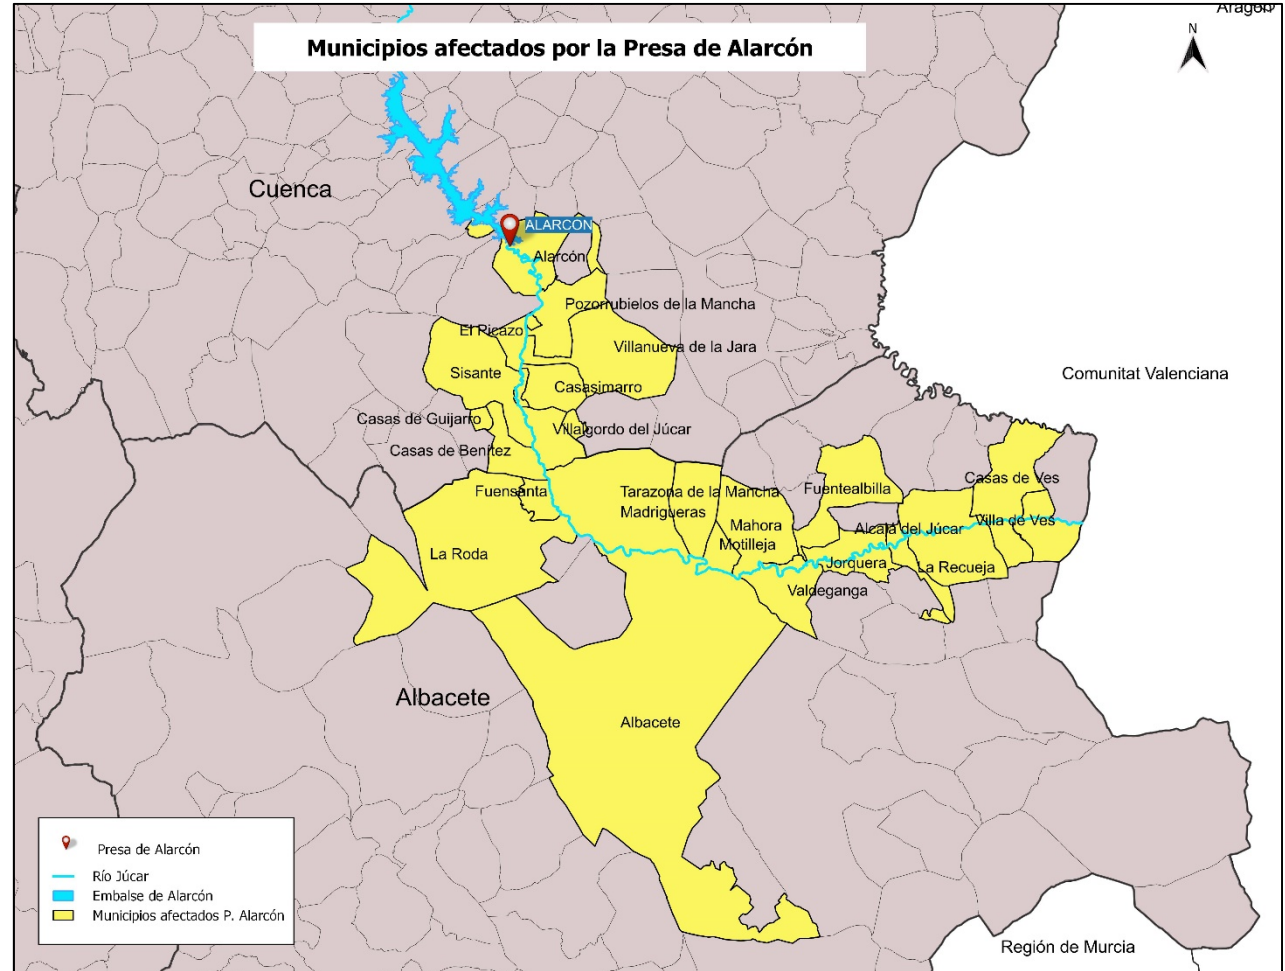 Aragón
Municipios afectados por la Presa de Alarcón
N
Cuenca
ALARCÓN
Alarcón
Pozorrubielos de la Mancha
El Picazo
Villanueva de la Jara
Sisante
Comunitat Valenciana
Casasimarro
Casas de Guijarro
Villalgordo del Júcar
Casas de Benítez
Casas de Ves
Fuensanta
Tarazona de la Mancha
Fuentealbilla
Madrigueras
Mahora
Alcalá del Júcar
Villa de Ves
Motilleja
La Roda
Jorquera
La Recueja
Valdeganga
Albacete
Albacete
Presa de Alarcón
Río Júcar
Embalse de Alarcón
Municipios afectados P. Alarcón
Región de Murcia